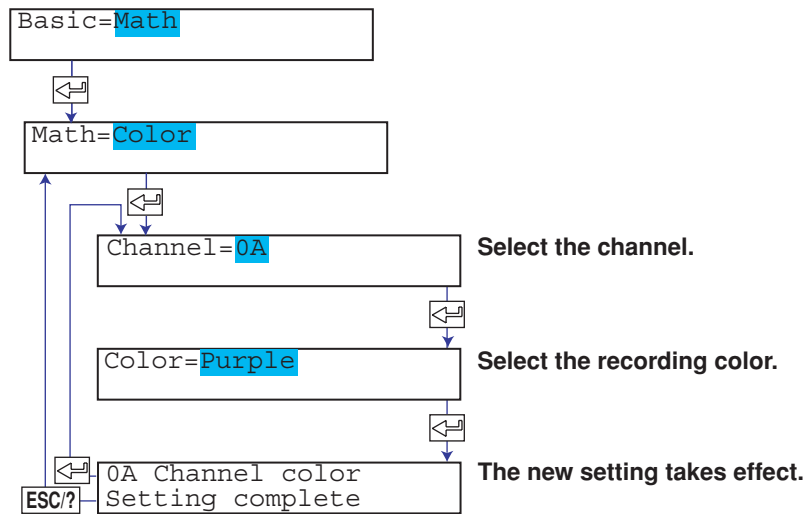 Basic=Math
Math=Color
Channel=0A
Select the channel.
Color=Purple
Select the recording color.
0A Channel color
Setting complete
The new setting takes effect.
ESC/?